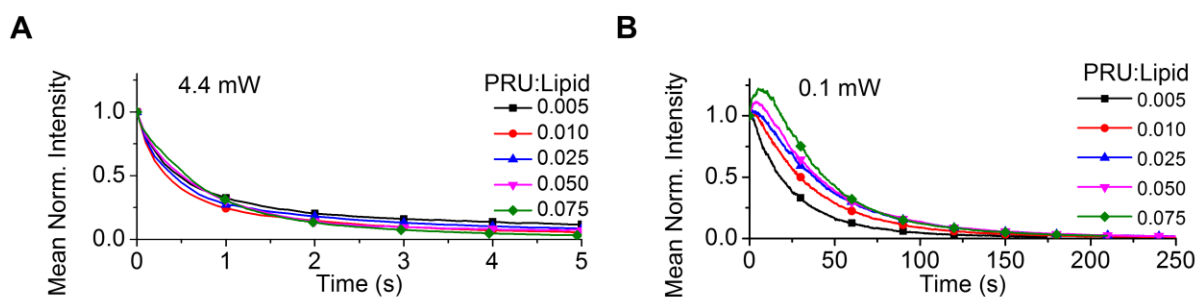 A
Mean Norm. Intensity
4.4 mW
PRU:Lipid
0.005
0.010
0.025
0.050
0.075
1.0
0.5
0.0
0 1 2 3 4 5
Time (s)
B
Mean Norm. Intensity
0.1 mW
PRU:Lipid
0.005
0.010
0.025
0.050
0.075
1.0
0.5
0.0
0 50 100 150 200 250
Time (s)